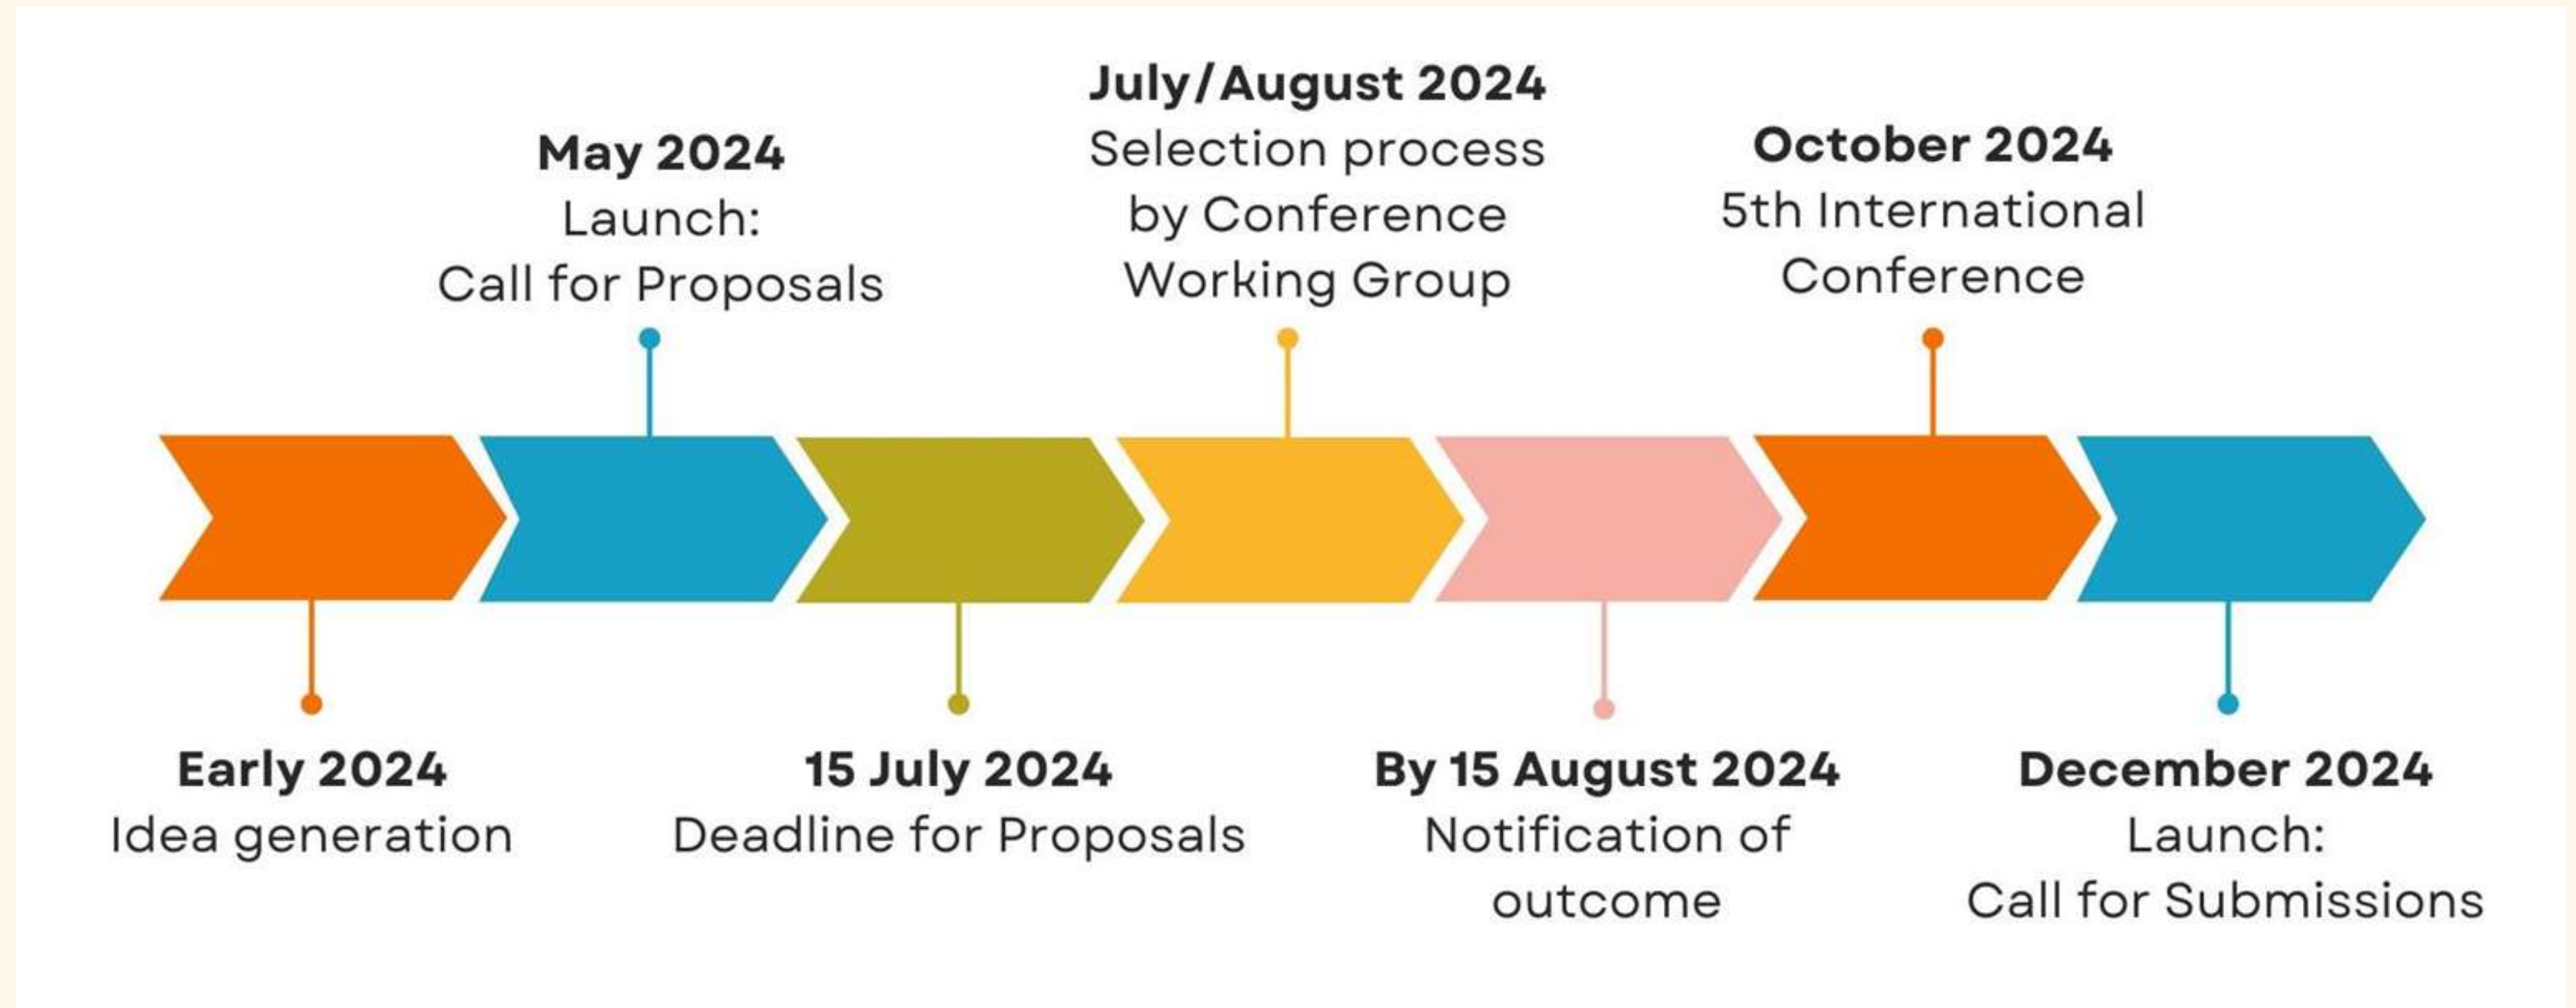 Early 2024
Idea generation
May 2024
Launch:
Call for Proposals
15 July 2024
Deadline for Proposals
July/August 2024
Selection process
by Conference
Working Group
By 15 August 2024
Notification of
outcome
October 2024
5th International
Conference
December 2024
Launch:
Call for Submissions